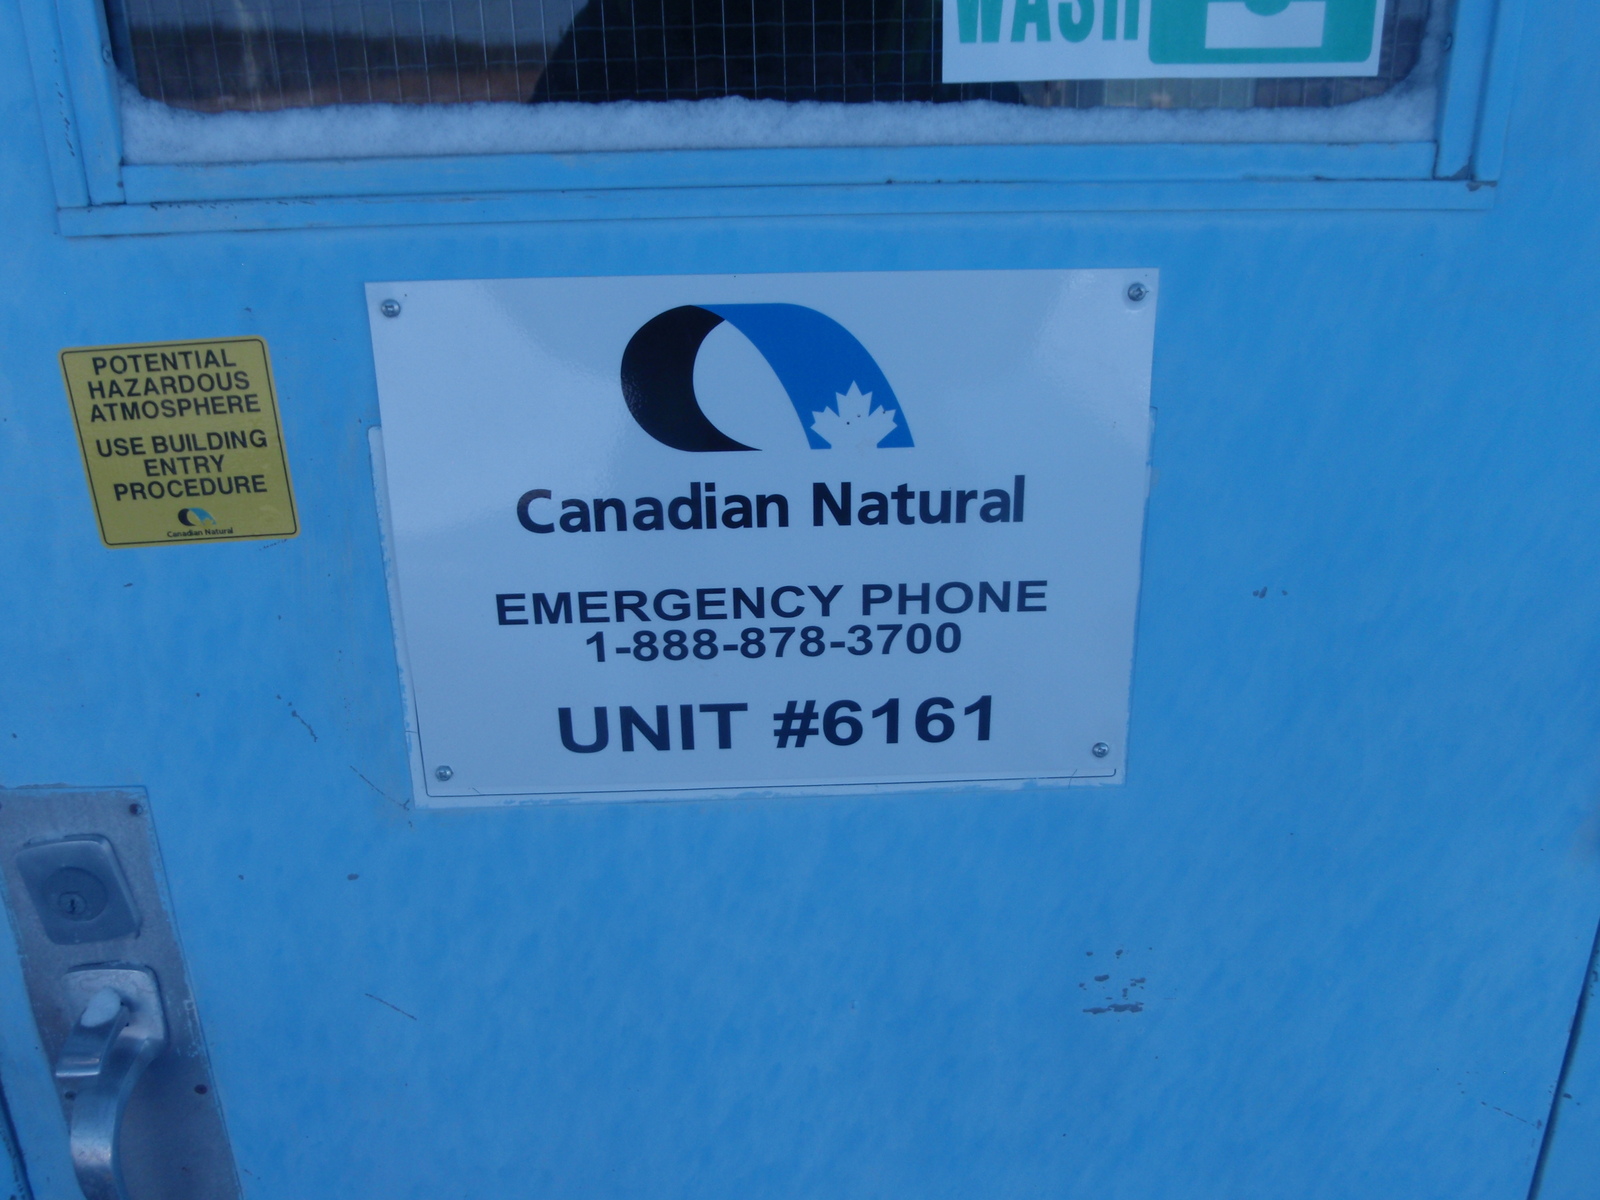 WASH
POTENTIAL
HAZARDOUS
ATMOSPHERE
USE BUILDING
ENTRY
PROCEDURE
Canadian Natural
Canadian Natural
EMERGENCY PHONE
1-888-878-3700
UNIT #6161